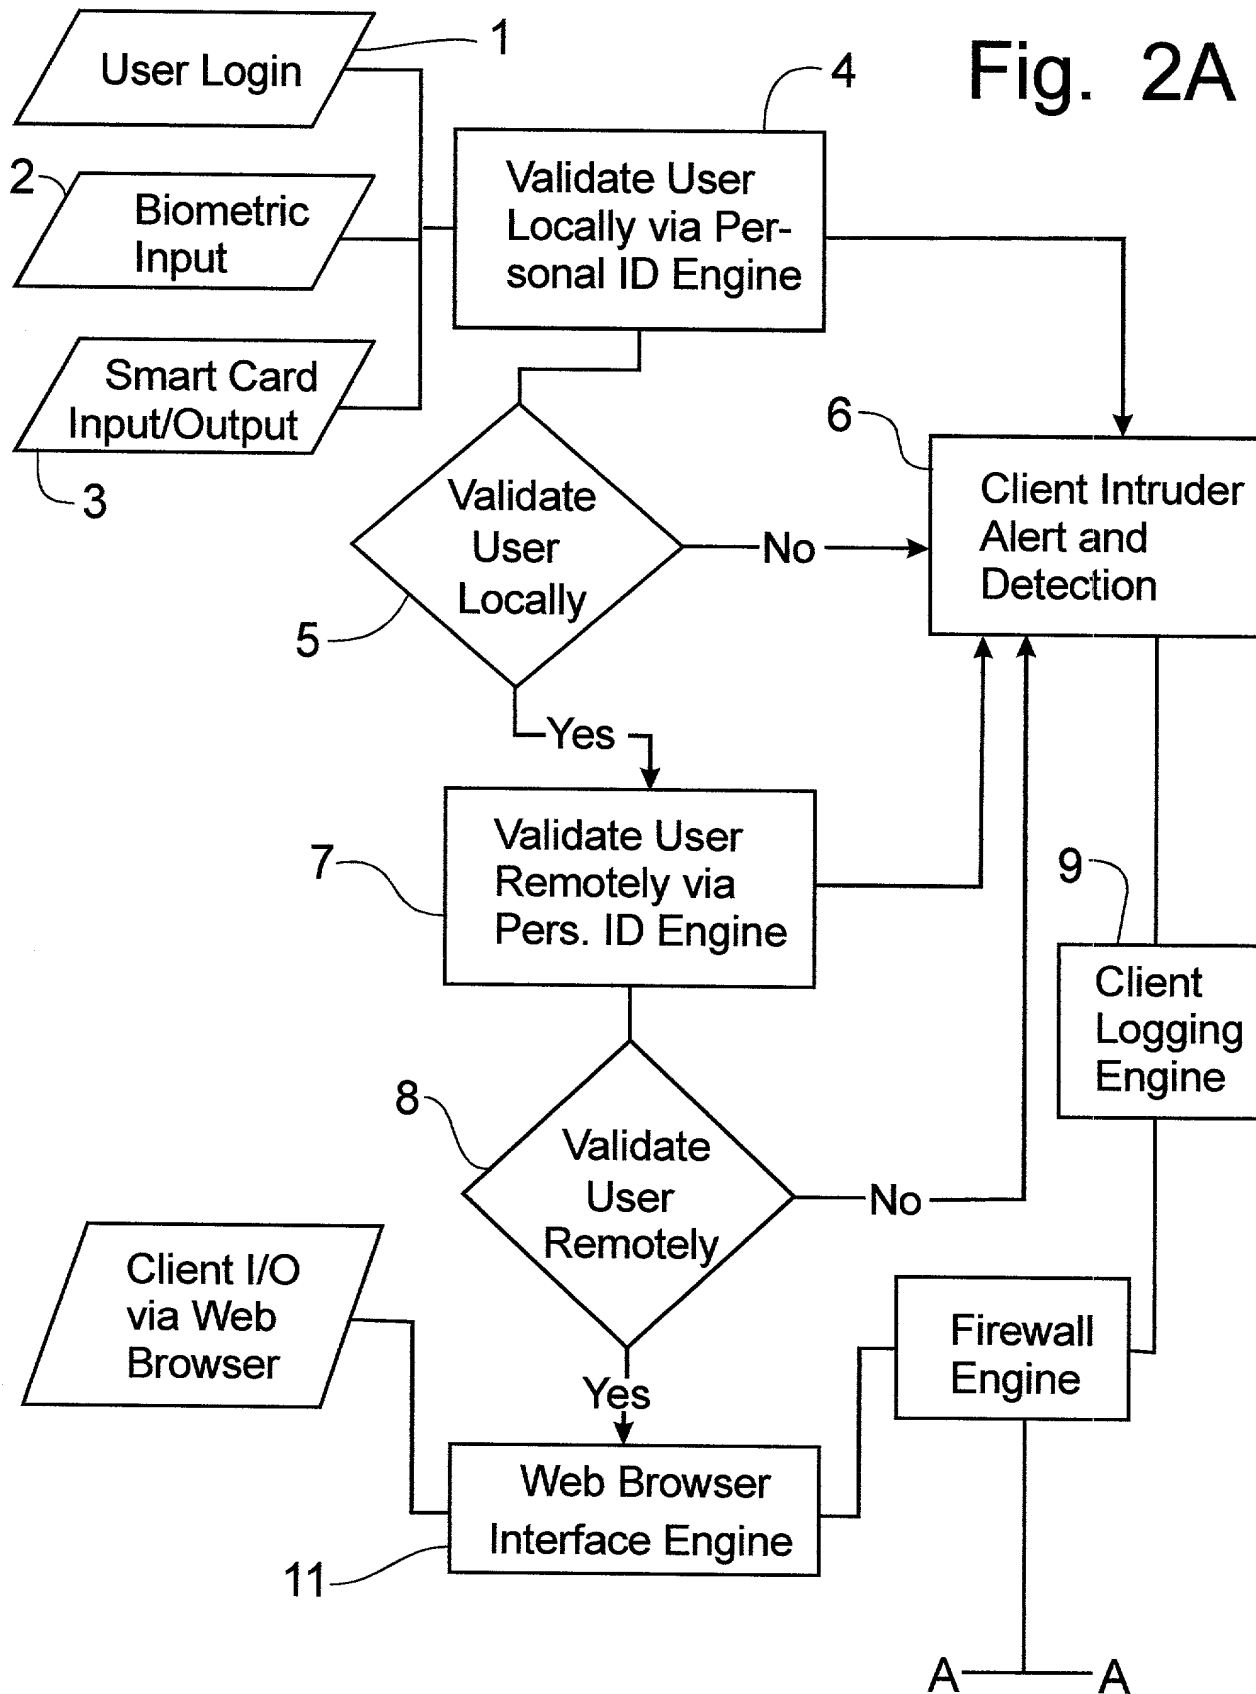 Fig. 2A
1
User Login
4
2
Biometric
Input
Validate User
Locally via Per-
sonal ID Engine
Smart Card
Input/Output
3
6
Client Intruder
Alert and
Detection
Validate
User
Locally
No
5
Yes
7
Validate User
Remotely via
Pers. ID Engine
9
Client
Logging
Engine
8
Validate
User
Remotely
No
Client I/O
via Web
Browser
Firewall
Engine
Yes
Web Browser
Interface Engine
11
A A